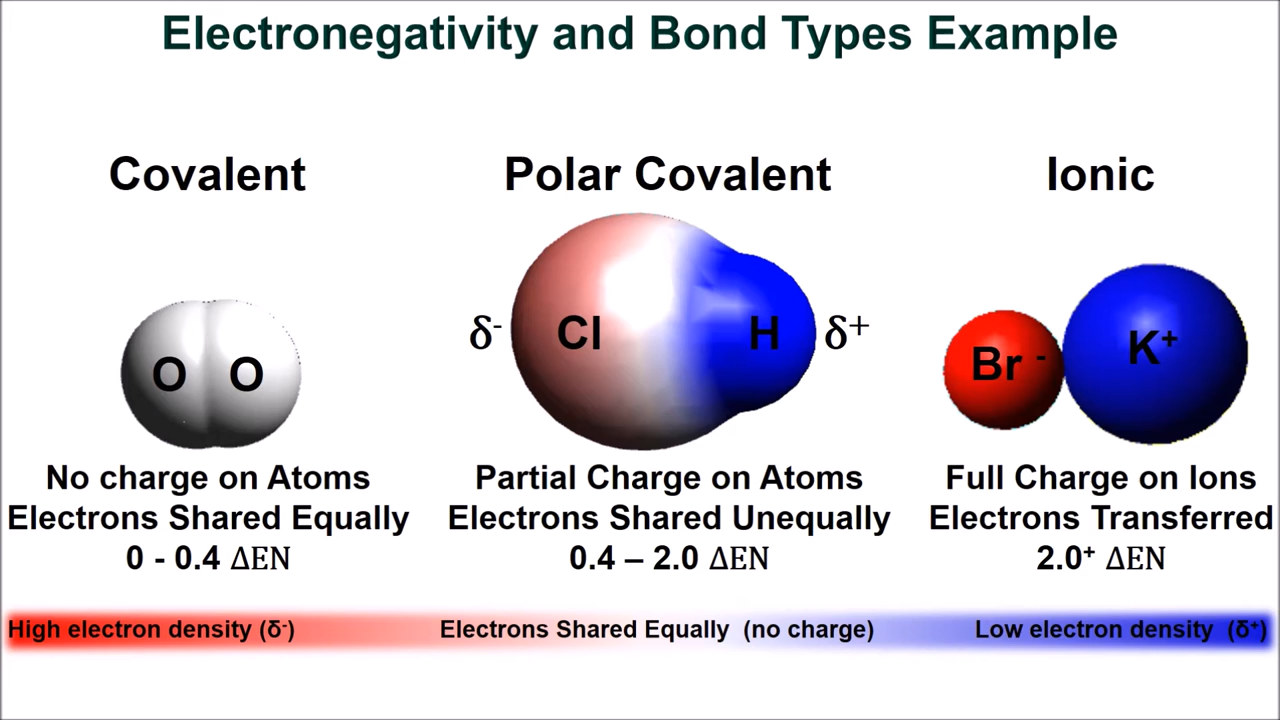 Electronegativity and Bond Types Example
Covalent
Polar Covalent
Ionic
O O
δ- Cl H δ+
Br - K+
No charge on Atoms
Electrons Shared Equally
0 - 0.4 ΔEN
Partial Charge on Atoms
Electrons Shared Unequally
0.4 – 2.0 ΔEN
Full Charge on Ions
Electrons Transferred
2.0+ ΔEN
High electron density (δ-)
Electrons Shared Equally (no charge)
Low electron density (δ+)